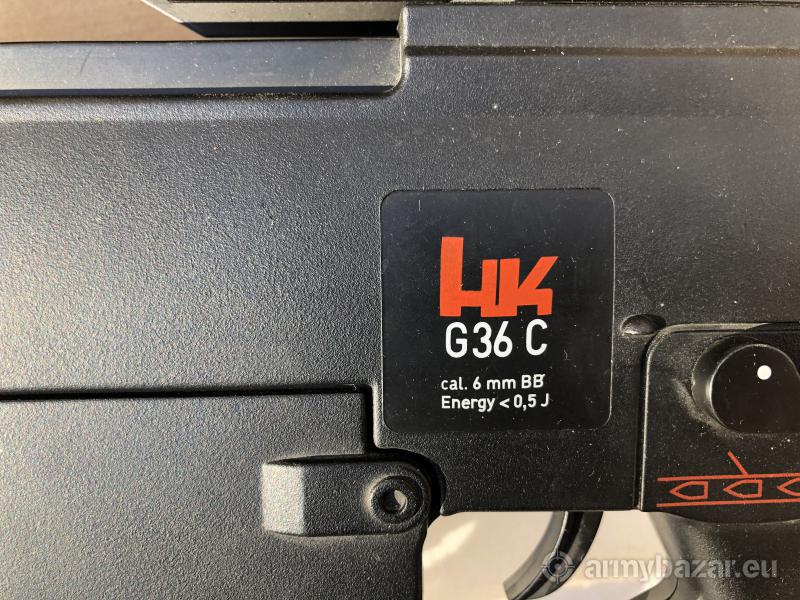 HK
G36 C
cal. 6 mm BB
Energy < 0,5 J
armybazar.eu